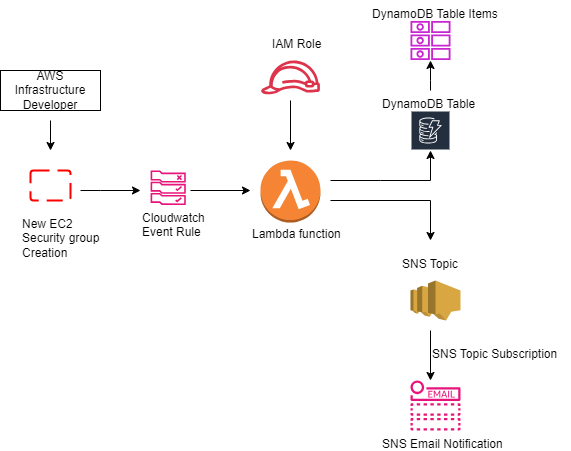 DynamoDB Table Items
IAM Role
AWS
Infrastructure
Developer
DynamoDB Table
New EC2
Security group
Creation
Cloudwatch
Event Rule
Lambda function
SNS Topic
SNS Topic Subscription
EMAIL
SNS Email Notification